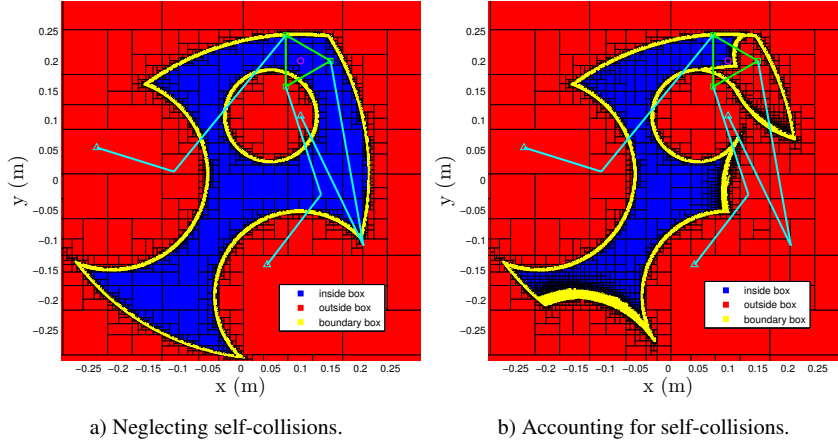 0.25
0.2
0.15
0.1
0.05
0
−0.05
−0.1
−0.15
−0.2
−0.25
y (m)
inside box
outside box
boundary box
−0.25 −0.2 −0.15 −0.1 −0.05 0 0.05 0.1 0.15 0.2 0.25
x (m)
a) Neglecting self-collisions.
0.25
0.2
0.15
0.1
0.05
0
−0.05
−0.1
−0.15
−0.2
−0.25
y (m)
inside box
outside box
boundary box
−0.25 −0.2 −0.15 −0.1 −0.05 0 0.05 0.1 0.15 0.2 0.25
x (m)
b) Accounting for self-collisions.